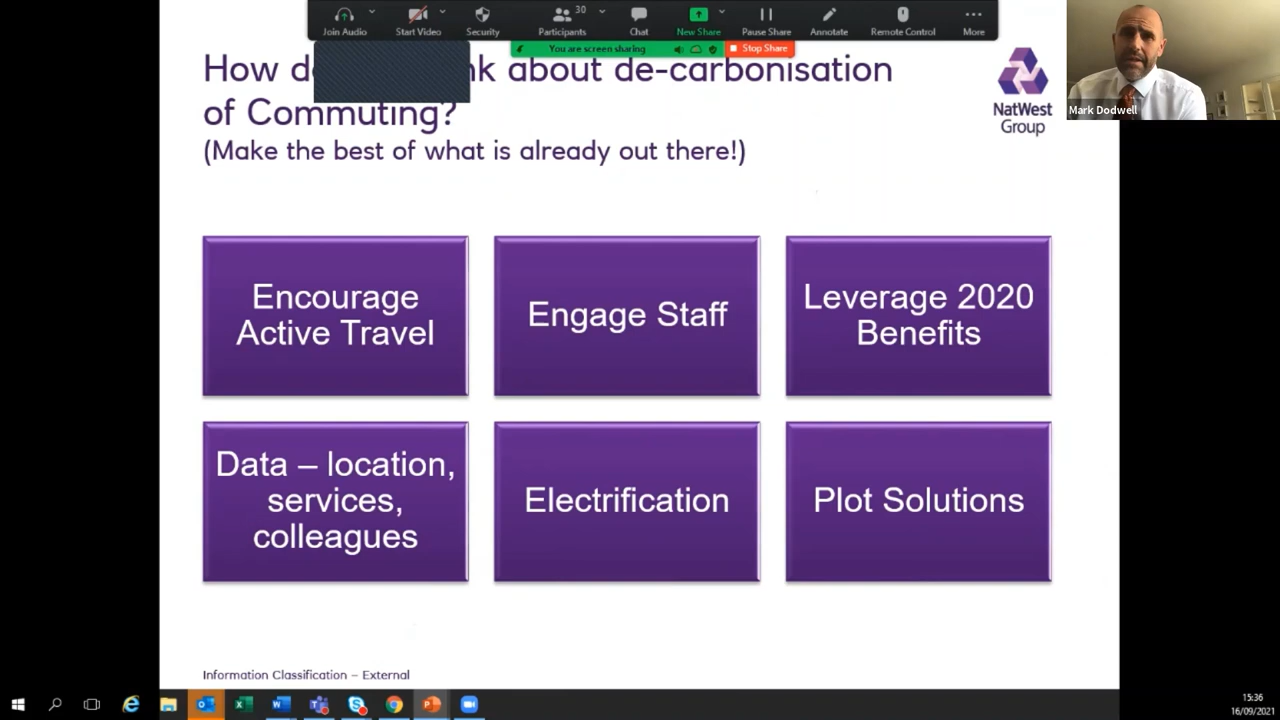 Join Audio
Start Video
Security
30
Participants
Chat
New Share
Pause Share
Annotate
Remote Control
More
You are screen sharing
Stop Share
How d nk about de-carbonisation
of Commuting?
(Make the best of what is already out there!)
NatWest
Group
Mark Dodwell
Encourage
Active Travel
Engage Staff
Leverage 2020
Benefits
Data – location,
services,
colleagues
Electrification
Plot Solutions
Information Classification – External
15:36
16/09/2021